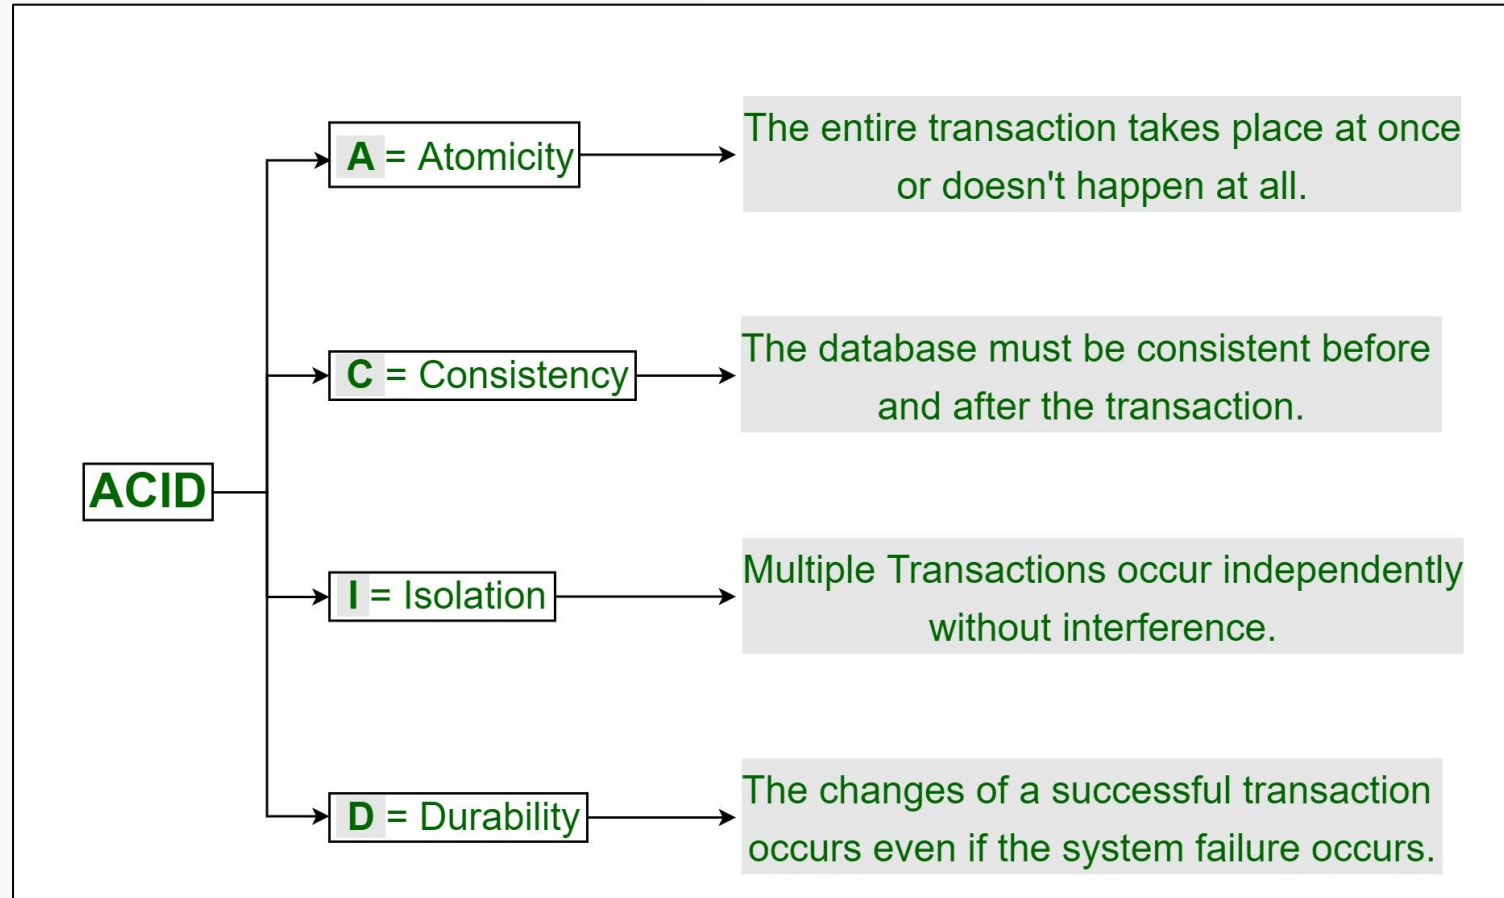 ACID
A = Atomicity
The entire transaction takes place at once
or doesn't happen at all.
C = Consistency
The database must be consistent before
and after the transaction.
I = Isolation
Multiple Transactions occur independently
without interference.
D = Durability
The changes of a successful transaction
occurs even if the system failure occurs.